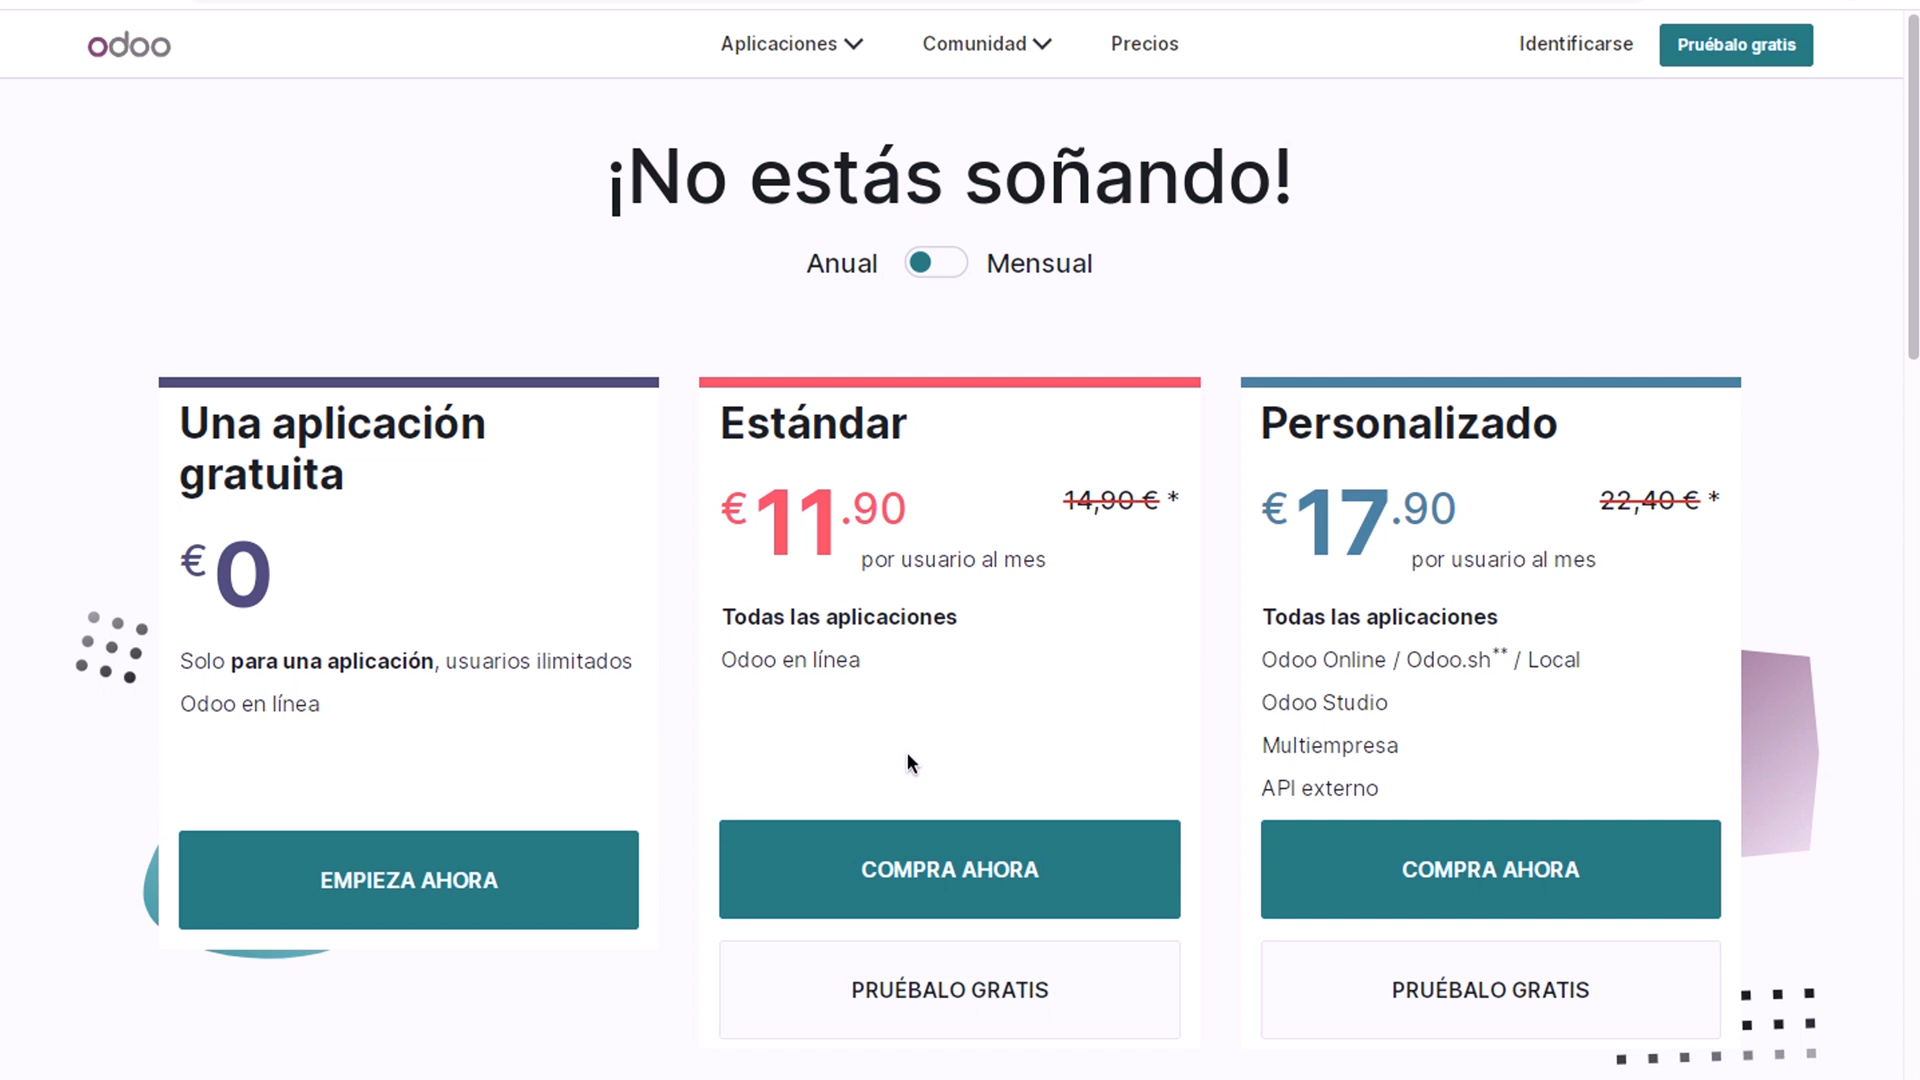 odoo
Aplicaciones
Comunidad
Precios
Identificarse
Pruébalo gratis
¡No estás soñando!
Anual
Mensual
Una aplicación
gratuita
€ 0
Solo para una aplicación, usuarios ilimitados
Odoo en línea
EMPIEZA AHORA
Estándar
€ 11.90
14,90 € *
por usuario al mes
Todas las aplicaciones
Odoo en línea
COMPRA AHORA
PRUÉBALO GRATIS
Personalizado
€ 17.90
22,40 € *
por usuario al mes
Todas las aplicaciones
Odoo Online / Odoo.sh** / Local
Odoo Studio
Multiempresa
API externo
COMPRA AHORA
PRUÉBALO GRATIS